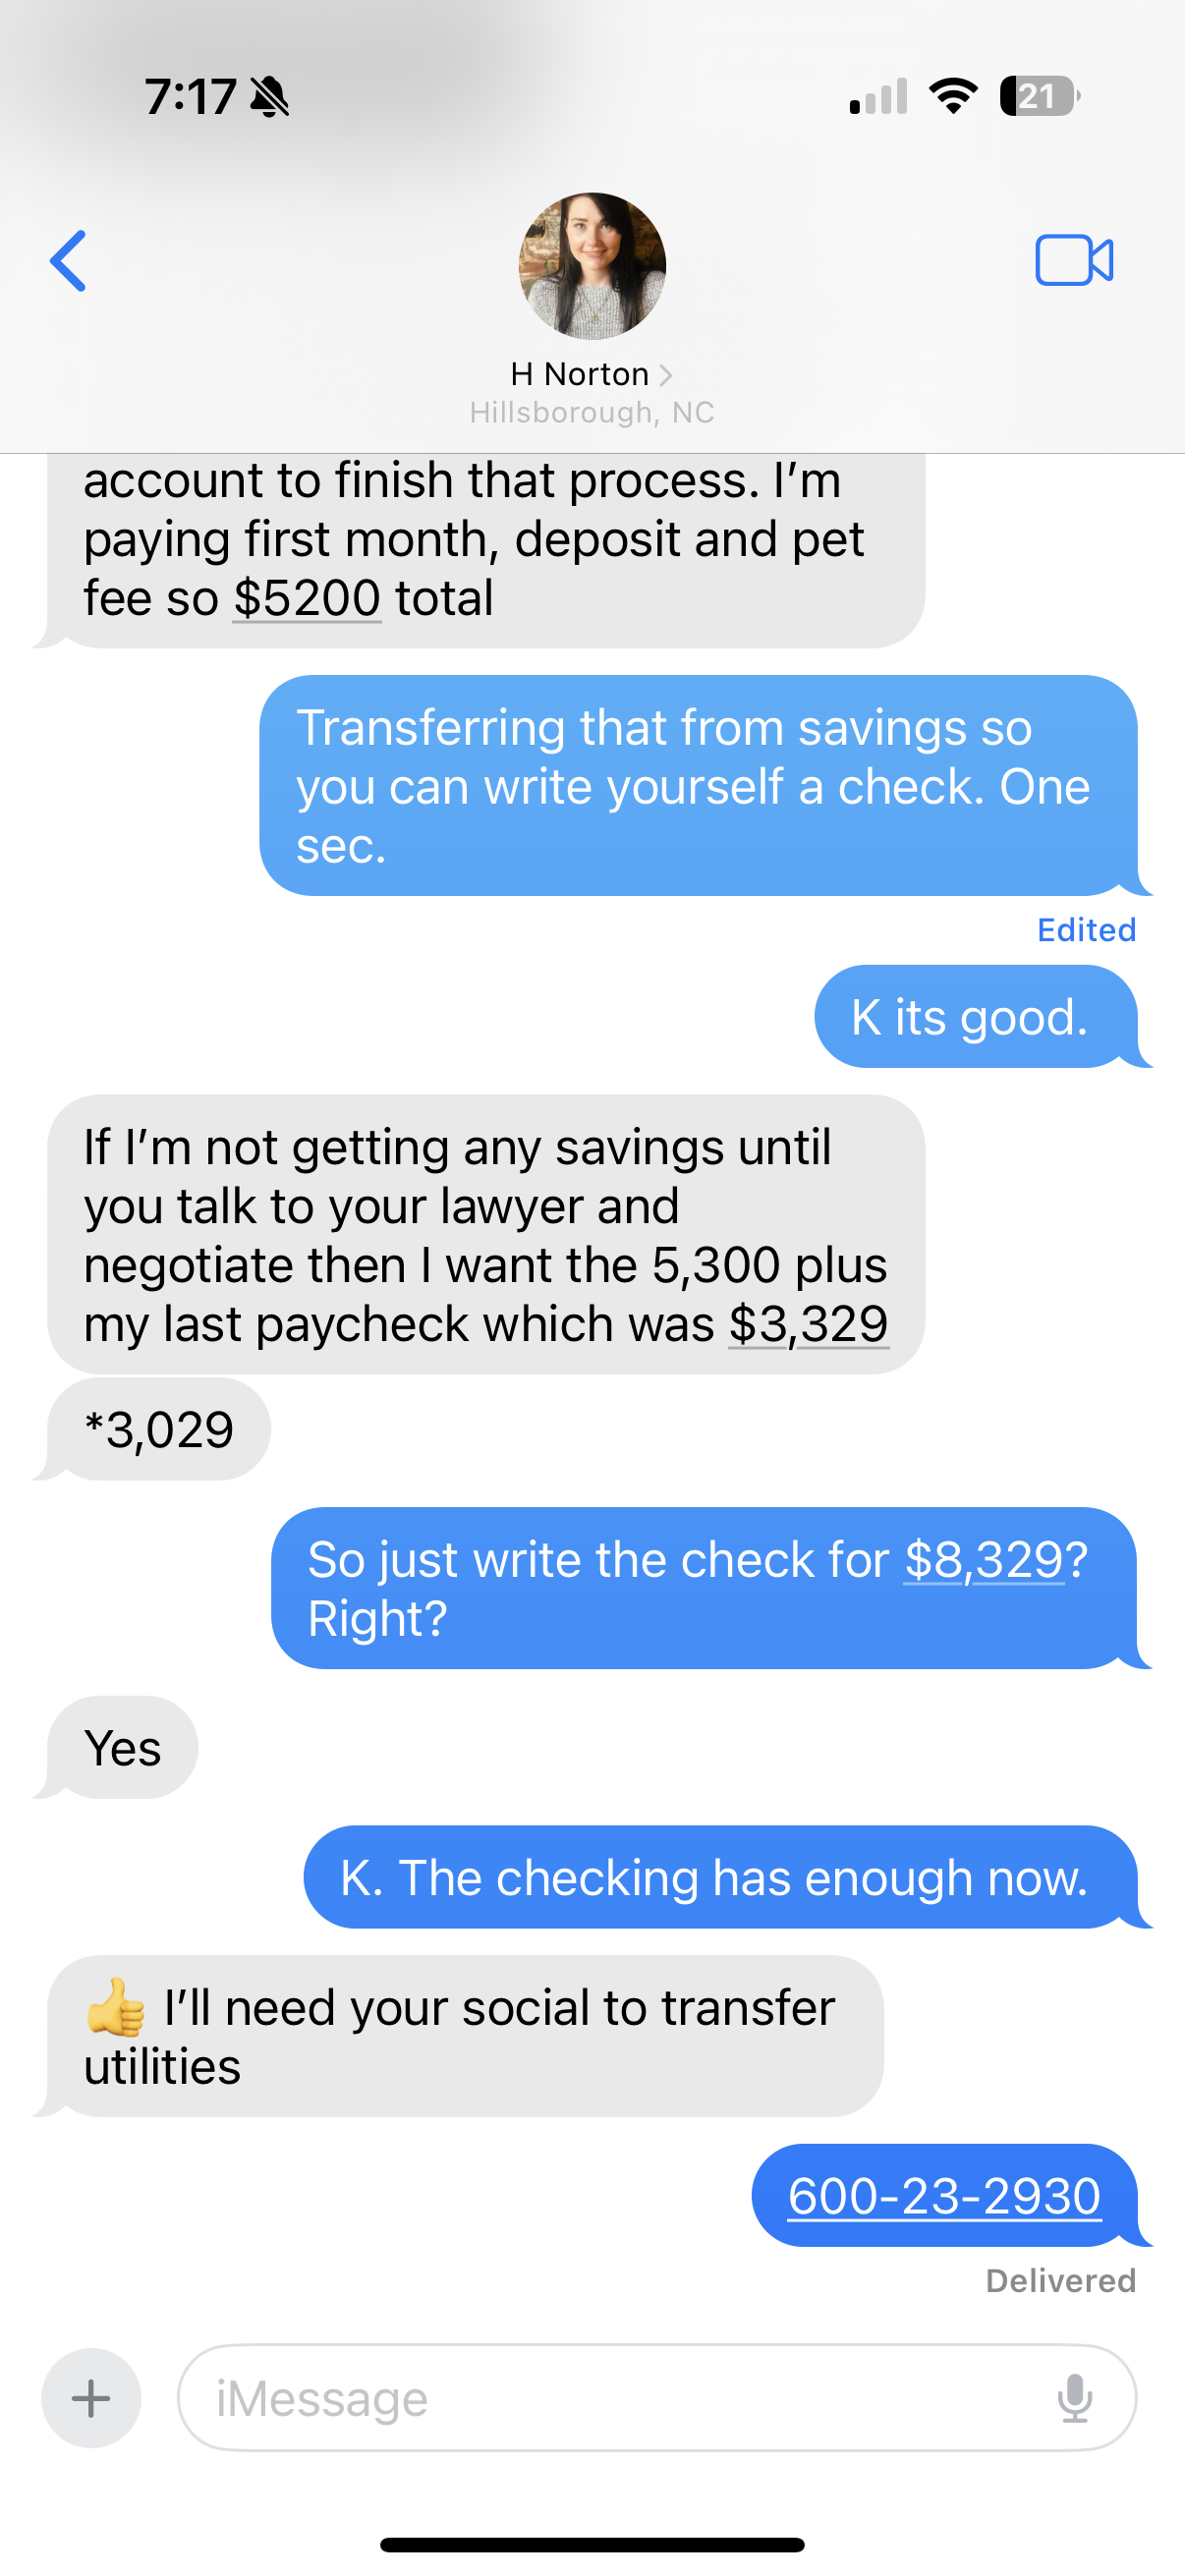 7:17
21
H Norton
Hillsborough, NC
account to finish that process. I’m
paying first month, deposit and pet
fee so $5200 total
Transferring that from savings so
you can write yourself a check. One
sec.
Edited
K its good.
If I’m not getting any savings until
you talk to your lawyer and
negotiate then I want the 5,300 plus
my last paycheck which was $3,329
*3,029
So just write the check for $8,329?
Right?
Yes
K. The checking has enough now.
👍 I’ll need your social to transfer
utilities
600-23-2930
Delivered
iMessage